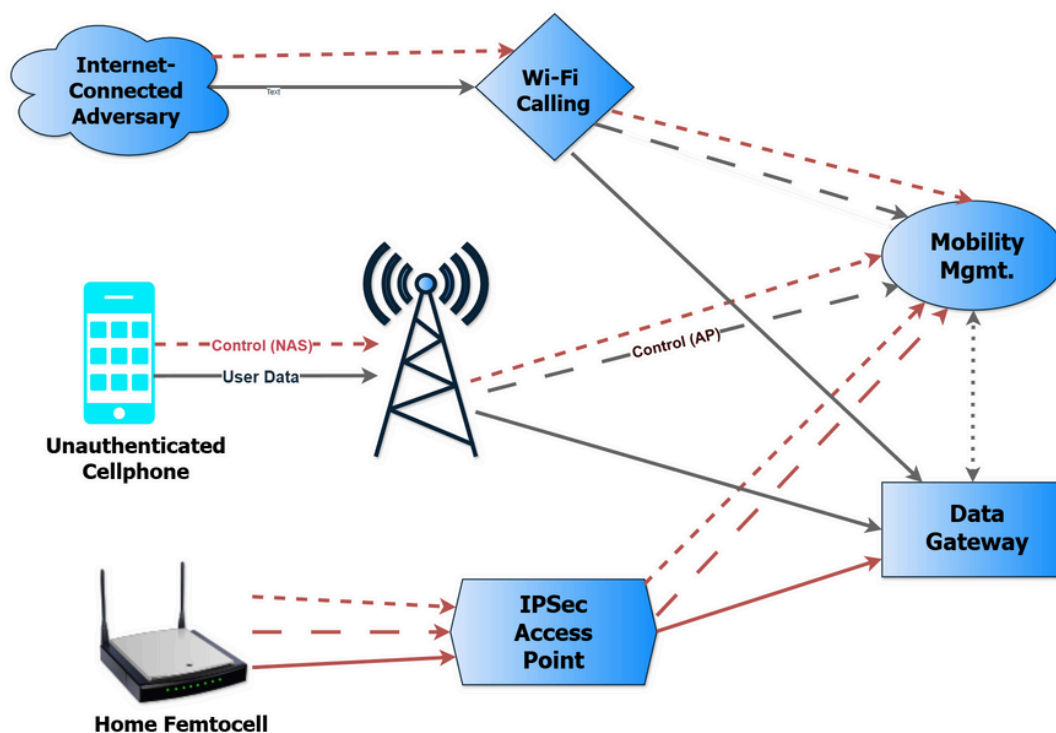 Internet-
Connected
Adversary
Text
Wi-Fi
Calling
Mobility
Mgmt.
Control (NAS)
User Data
Control (AP)
Unauthenticated
Cellphone
Data
Gateway
IPSec
Access
Point
Home Femtocell